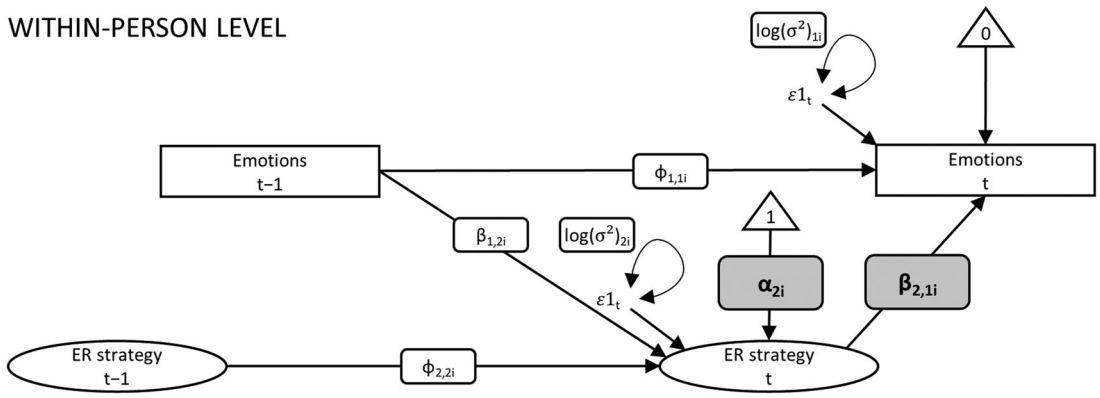 WITHIN-PERSON LEVEL
log(σ²)₁ᵢ
0
ε1ₜ
Emotions
t−1
ϕ₁,₁ᵢ
Emotions
t
1
β₁,₂ᵢ
log(σ²)₂ᵢ
α₂ᵢ
β₂,₁ᵢ
ε1ₜ
ER strategy
t−1
ϕ₂,₂ᵢ
ER strategy
t